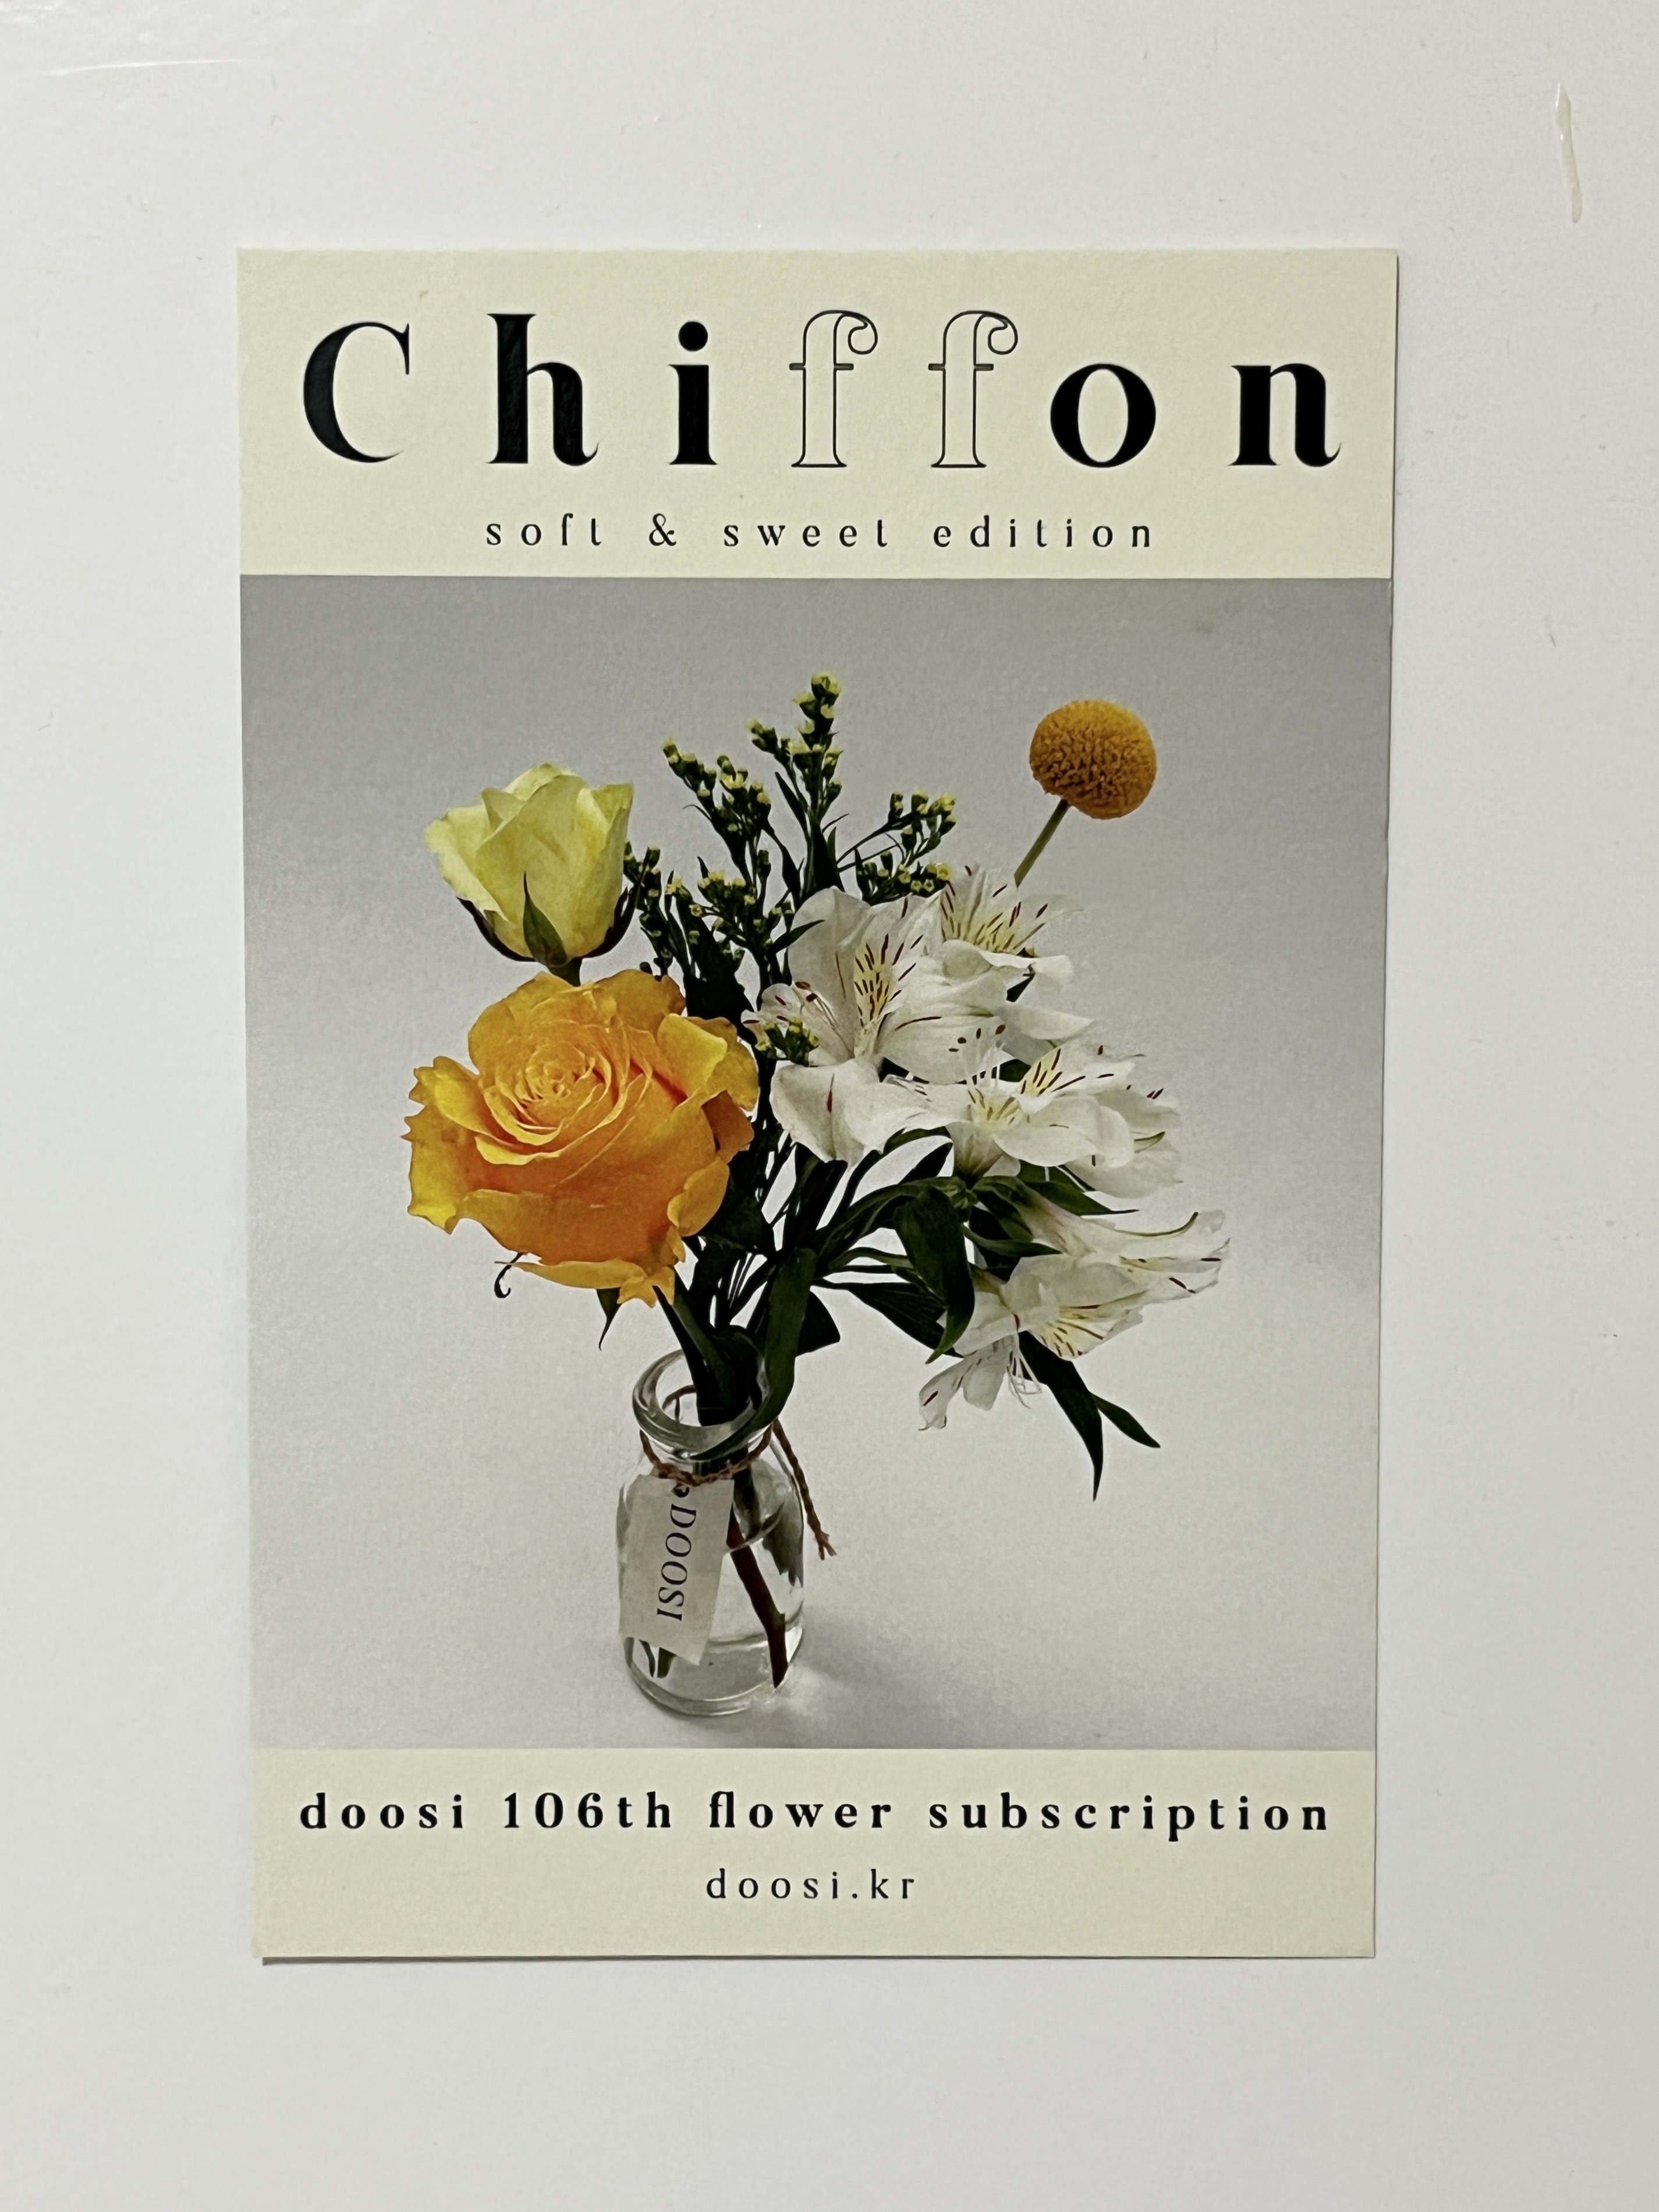 Chiffon
soft & sweet edition
DOOSI
doosi 106th flower subscription
doosi.kr